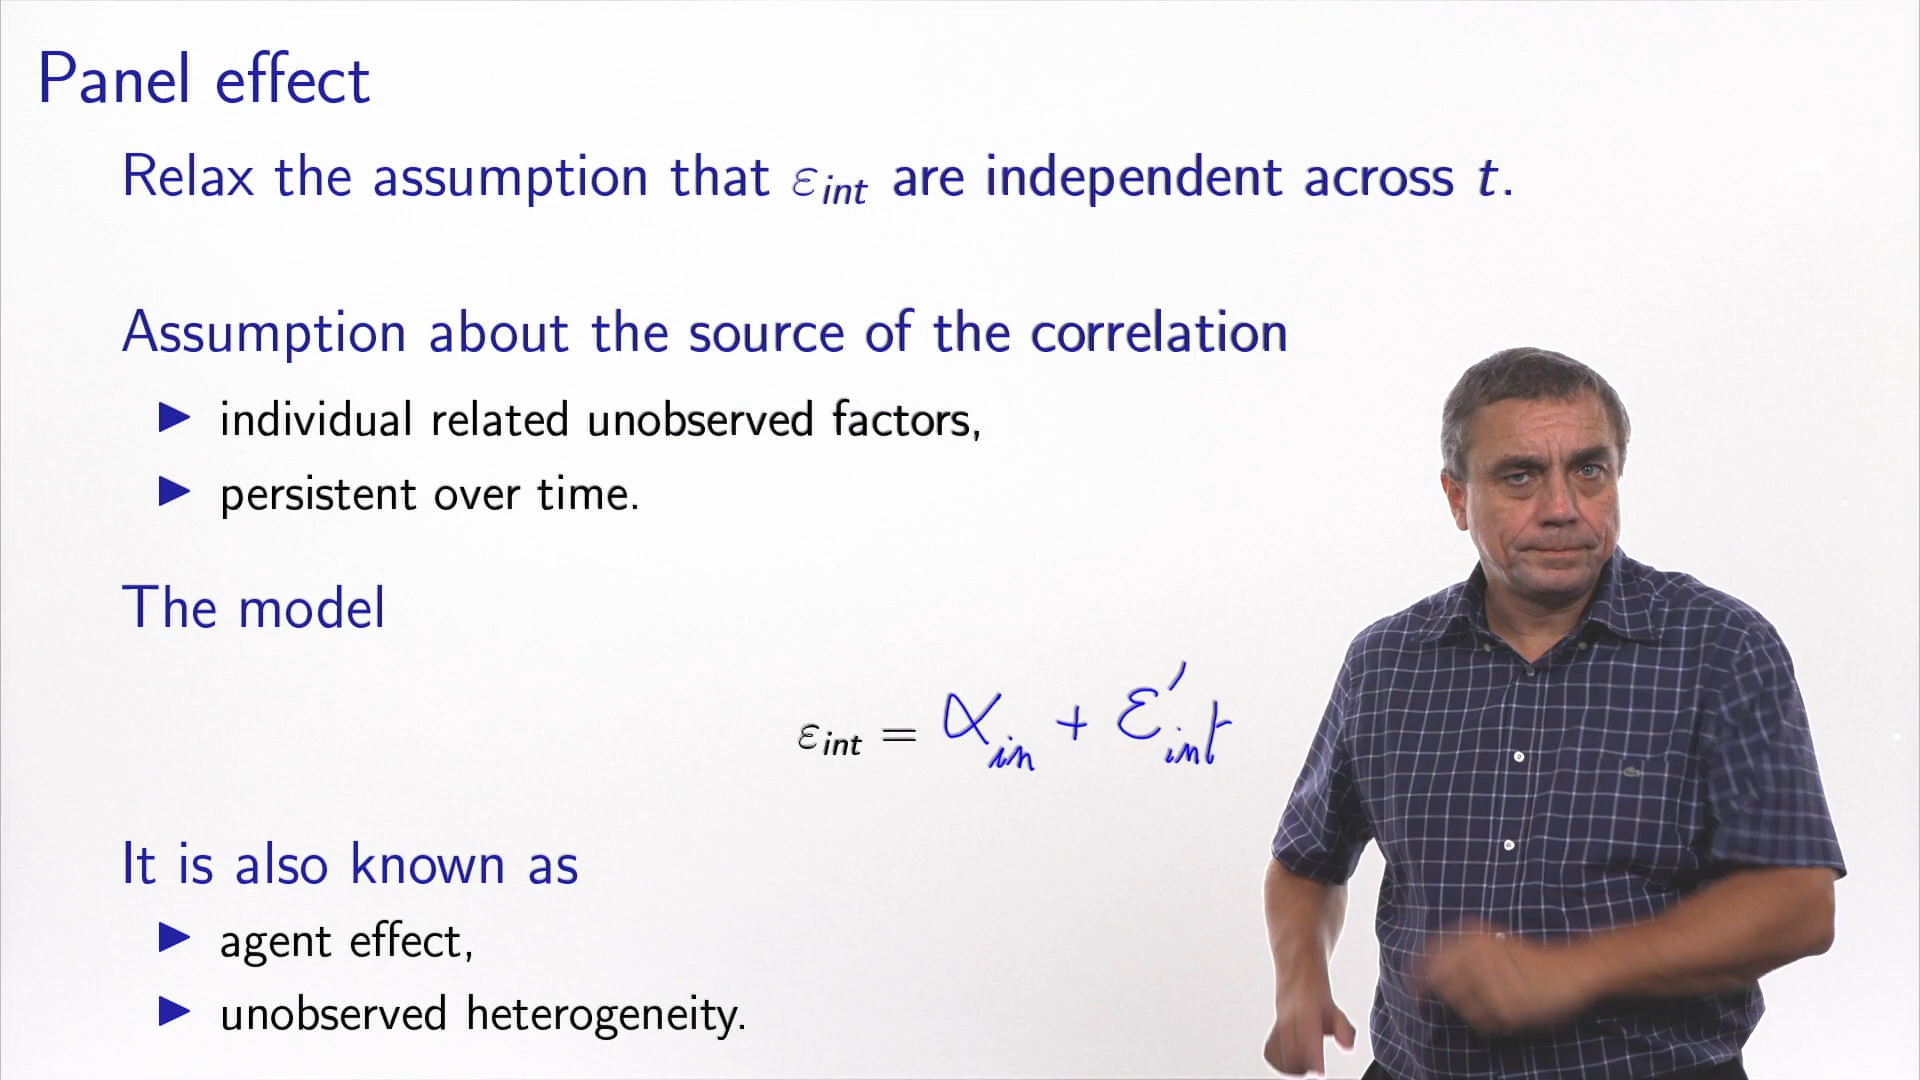 Panel effect
Relax the assumption that εint are independent across t.
Assumption about the source of the correlation
▶ individual related unobserved factors,
▶ persistent over time.
The model
εint = αin + ε′int
It is also known as
▶ agent effect,
▶ unobserved heterogeneity.